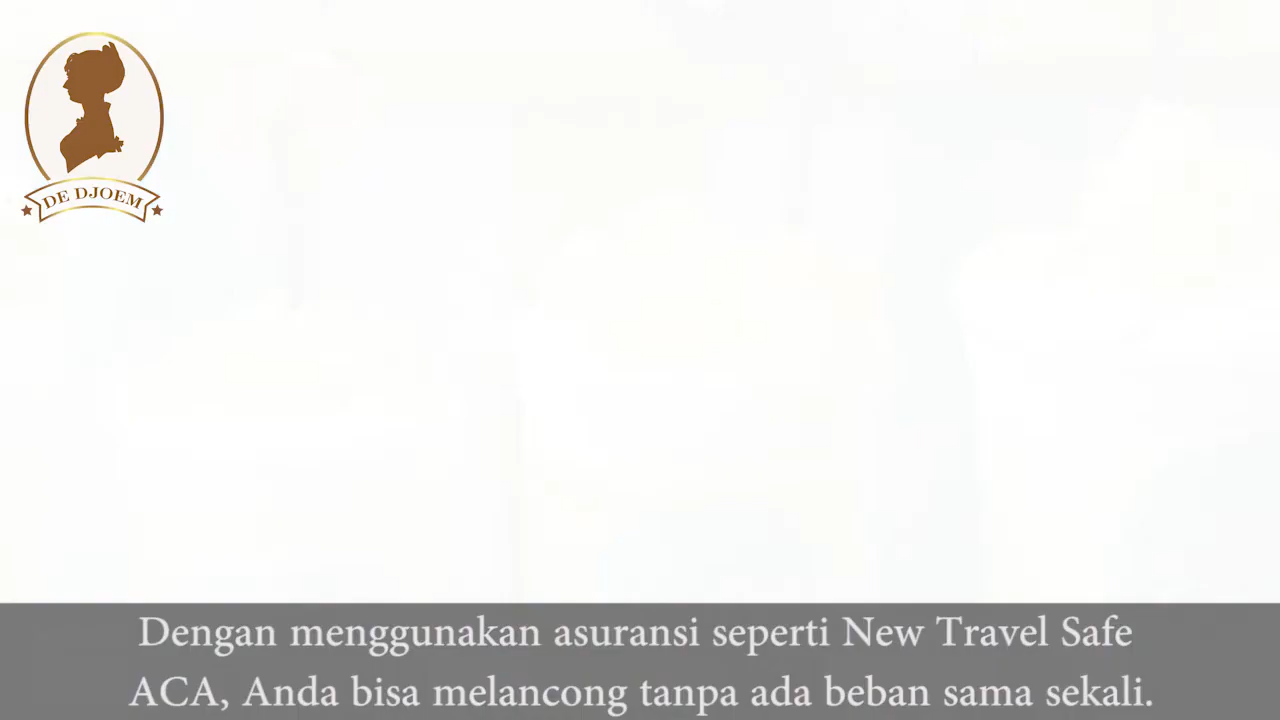 DE DJOEM
Dengan menggunakan asuransi seperti New Travel Safe
ACA, Anda bisa melancong tanpa ada beban sama sekali.